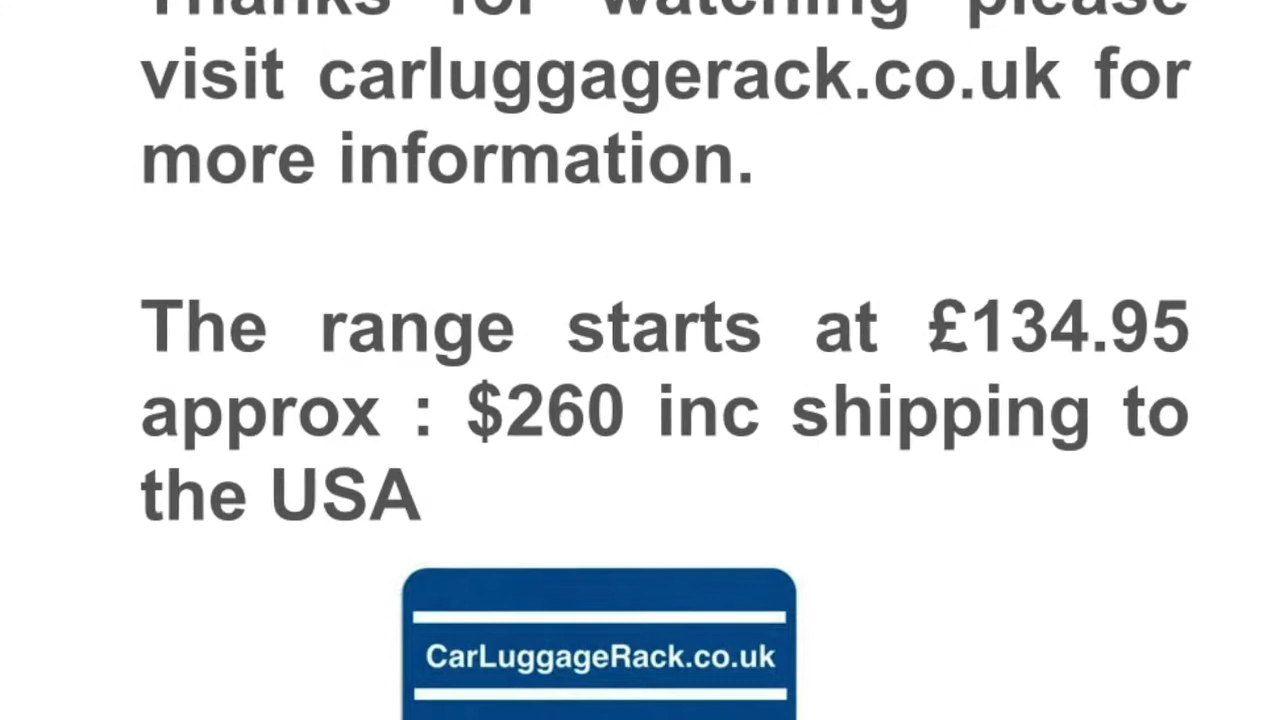 Thanks for watching please
visit carluggagerack.co.uk for
more information.
The range starts at £134.95
approx : $260 inc shipping to
the USA
CarLuggageRack.co.uk